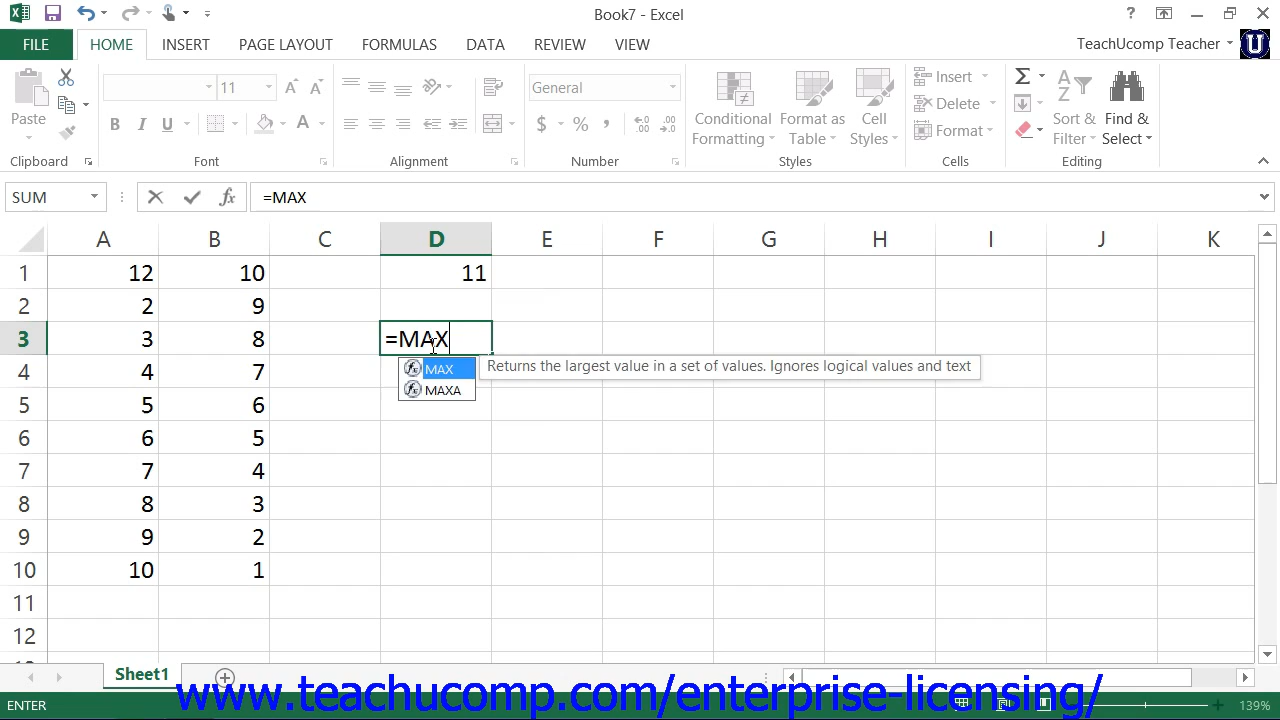 Book7 - Excel
?
FILE HOME INSERT PAGE LAYOUT FORMULAS DATA REVIEW VIEW TeachUcomp Teacher U
Paste
11
A A
B I U A
General
$ % ,
Conditional Formatting
Format as Table
Cell Styles
Insert
Delete
Format
Σ
Sort & Filter
Find & Select
Clipboard Font Alignment Number Styles Cells Editing
SUM fx =MAX
A B C D E F G H I J K
1 12 10 11
2 2 9
3 3 8 =MAX
MAX Returns the largest value in a set of values. Ignores logical values and text
MAXA
4 4 7
5 5 6
6 6 5
7 7 4
8 8 3
9 9 2
10 10 1
11
12
Sheet1
www.teachucomp.com/enterprise-licensing/
ENTER 139%